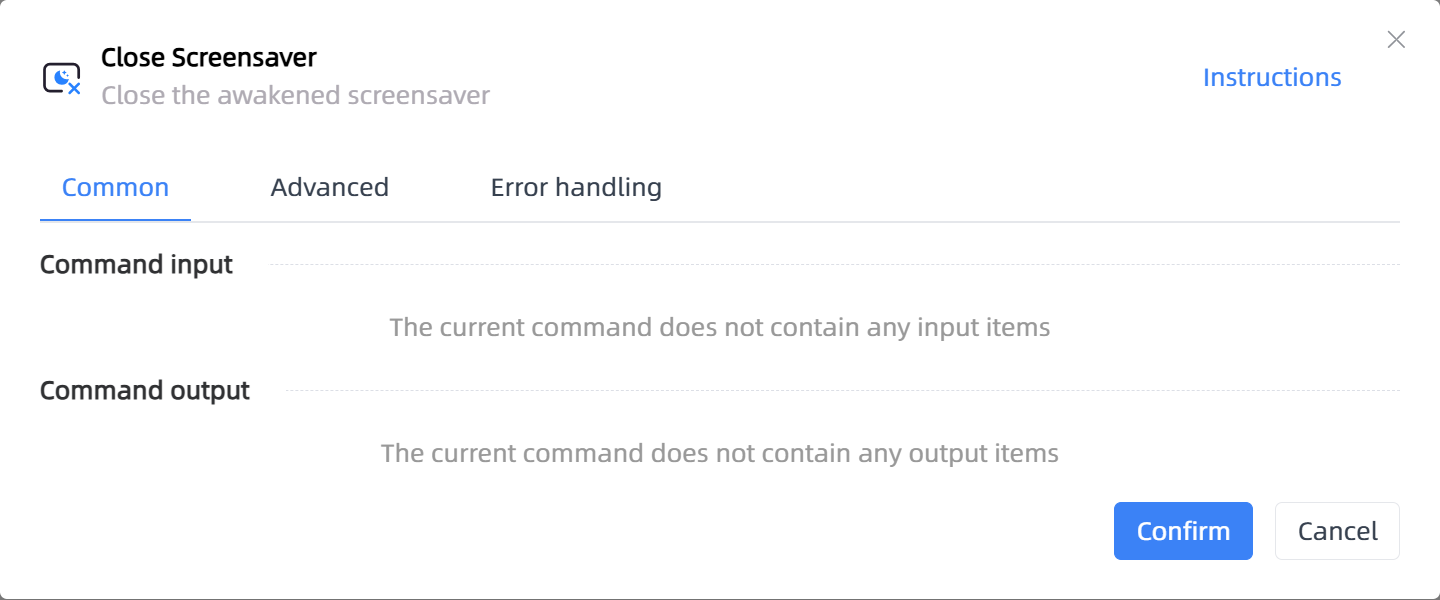 Close Screensaver
Close the awakened screensaver
Instructions
Common
Advanced
Error handling
Command input
The current command does not contain any input items
Command output
The current command does not contain any output items
Confirm
Cancel